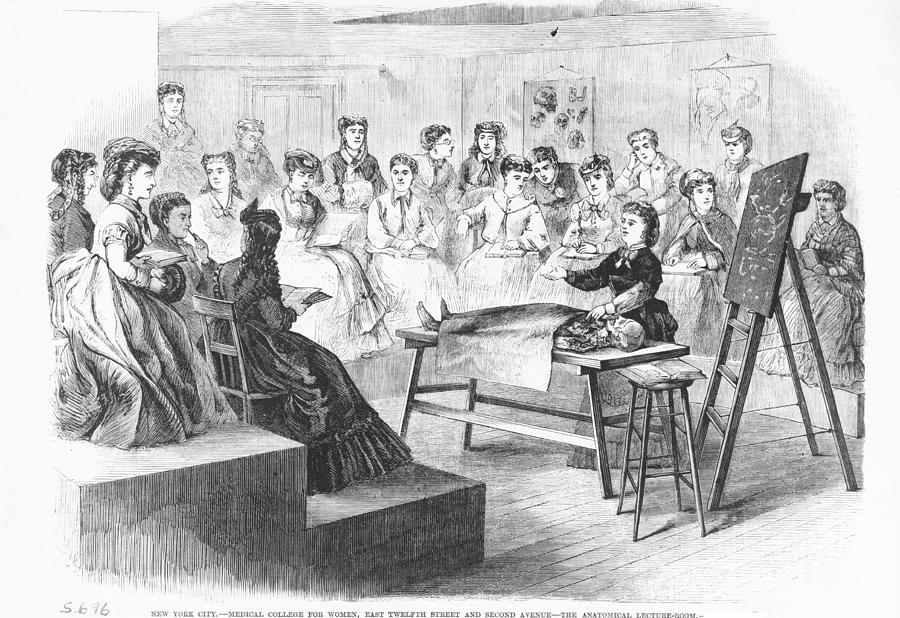 S.696
NEW YORK CITY.—MEDICAL COLLEGE FOR WOMEN, EAST TWELFTH STREET AND SECOND AVENUE—THE ANATOMICAL LECTURE-ROOM.—